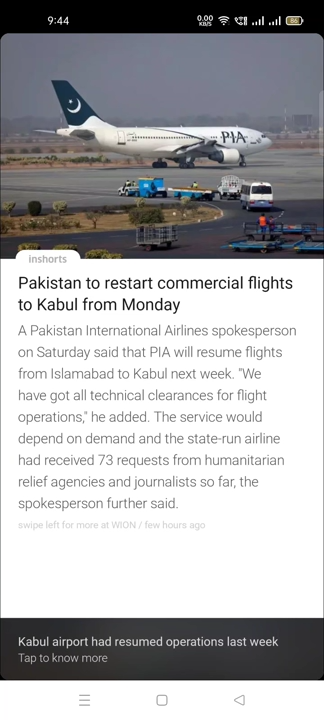 9:44
0.00
KB/S
86
PIA
inshorts
Pakistan to restart commercial flights
to Kabul from Monday
A Pakistan International Airlines spokesperson
on Saturday said that PIA will resume flights
from Islamabad to Kabul next week. "We
have got all technical clearances for flight
operations," he added. The service would
depend on demand and the state-run airline
had received 73 requests from humanitarian
relief agencies and journalists so far, the
spokesperson further said.
swipe left for more at WION / few hours ago
Kabul airport had resumed operations last week
Tap to know more